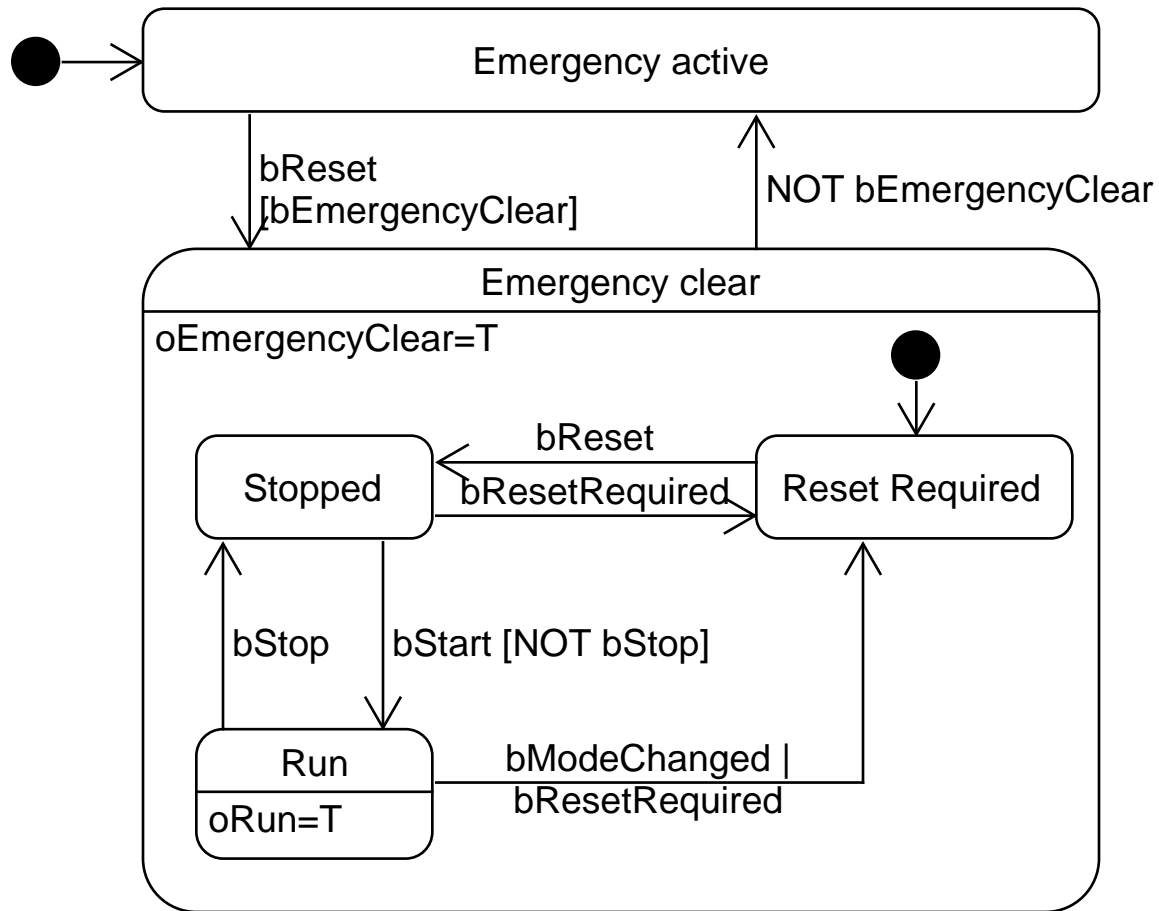 Emergency active
bReset
[bEmergencyClear]
NOT bEmergencyClear
Emergency clear
oEmergencyClear=T
bReset
Stopped
bResetRequired
Reset Required
bStop
bStart [NOT bStop]
Run
bModeChanged |
bResetRequired
oRun=T